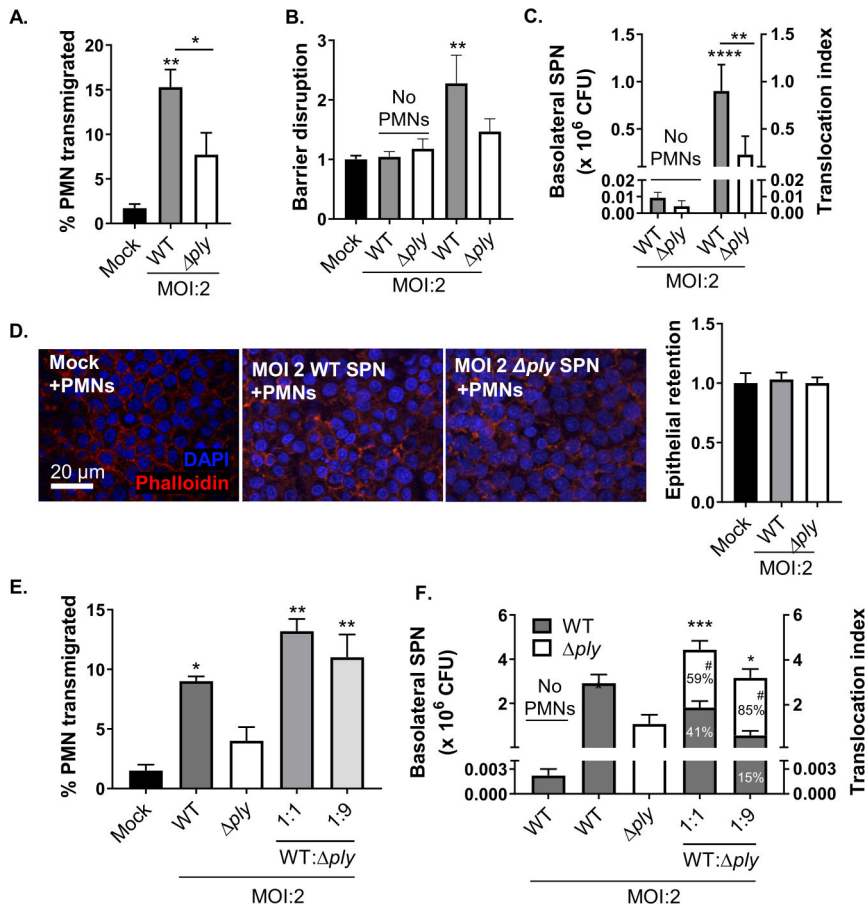 A.
% PMN transmigrated
20
15
10
5
0
**
*
Mock
WT
Δply
MOI:2
B.
Barrier disruption
3
2
1
0
No
PMNs
**
Mock
WT
Δply
WT
Δply
MOI:2
C.
Basolateral SPN
(x 10⁶ CFU)
1.5
1.0
0.5
0.02
0.01
0.00
No
PMNs
****
**
1.5
1.0
0.5
0.02
0.01
0.00
Translocation index
WT
Δply
WT
Δply
MOI:2
D.
Mock
+PMNs
20 µm
DAPI
Phalloidin
MOI 2 WT SPN
+PMNs
MOI 2 Δply SPN
+PMNs
Epithelial retention
1.5
1.0
0.5
0.0
Mock
WT
Δply
MOI:2
E.
% PMN transmigrated
15
10
5
0
*
**
**
Mock
WT
Δply
1:1
1:9
WT:Δply
MOI:2
F.
Basolateral SPN
(x 10⁶ CFU)
6
4
2
0.003
0.000
WT
Δply
No
PMNs
*
***
*
#
59%
41%
#
85%
15%
6
4
2
0.003
0.000
Translocation index
WT
WT
Δply
1:1
1:9
WT:Δply
MOI:2